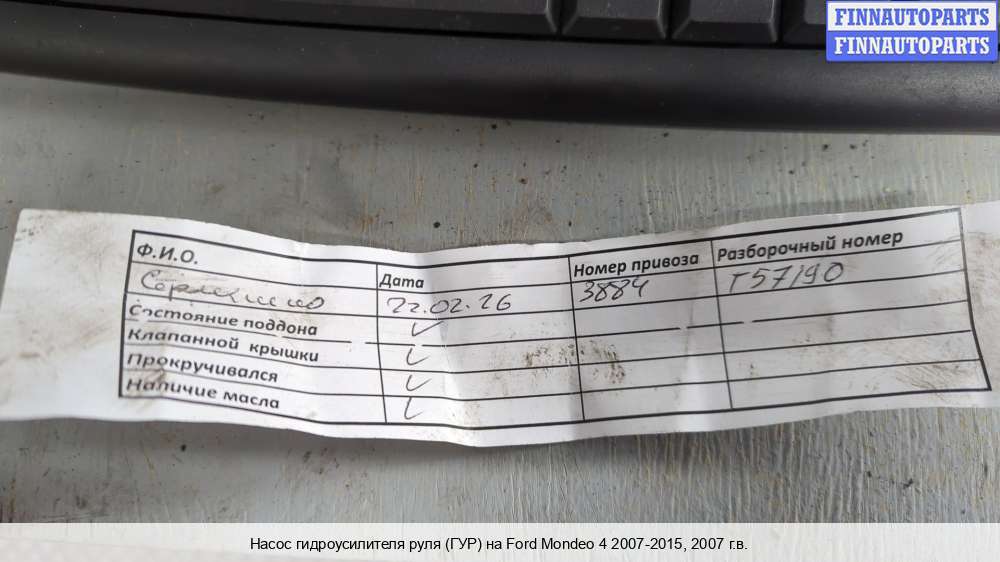 FINNAUTOPARTS
FINNAUTOPARTS
Ф.И.О. Дата Номер привоза Разборочный номер
22.02.26 3884 T57190
Состояние поддона
Клапанной крышки
Прокручивался
Наличие масла
Насос гидроусилителя руля (ГУР) на Ford Mondeo 4 2007-2015, 2007 г.в.